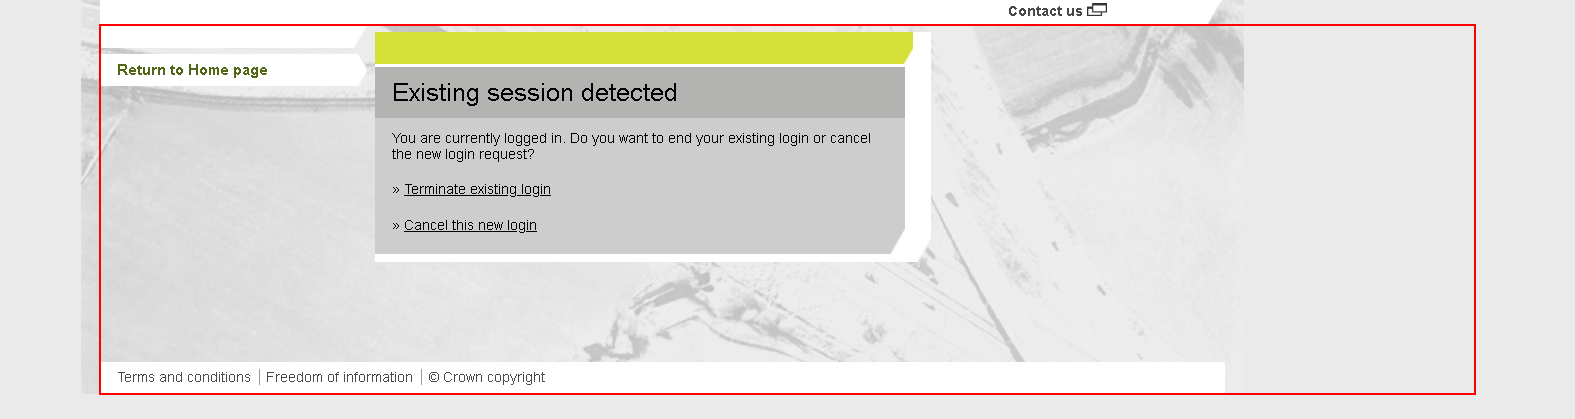 Contact us
Return to Home page
Existing session detected
You are currently logged in. Do you want to end your existing login or cancel
the new login request?
» Terminate existing login
» Cancel this new login
Terms and conditions | Freedom of information | © Crown copyright